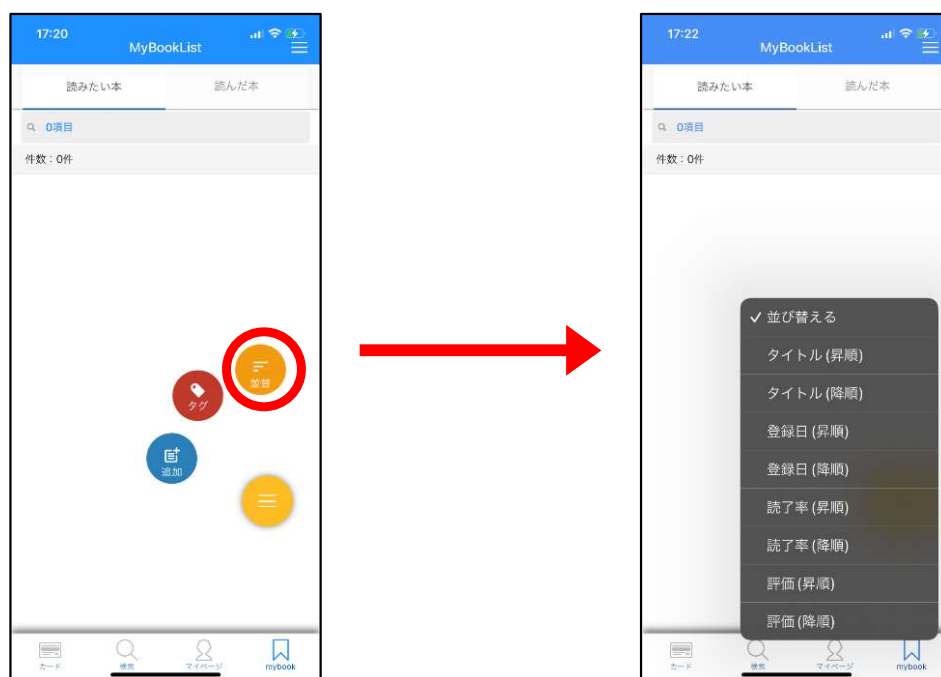 17:20
MyBookList
読みたい本
読んだ本
0項目
件数：0件
並替
タグ
追加
カード
検索
マイページ
mybook
17:22
MyBookList
読みたい本
読んだ本
0項目
件数：0件
✓ 並び替える
タイトル (昇順)
タイトル (降順)
登録日 (昇順)
登録日 (降順)
読了率 (昇順)
読了率 (降順)
評価 (昇順)
評価 (降順)
カード
検索
マイページ
mybook